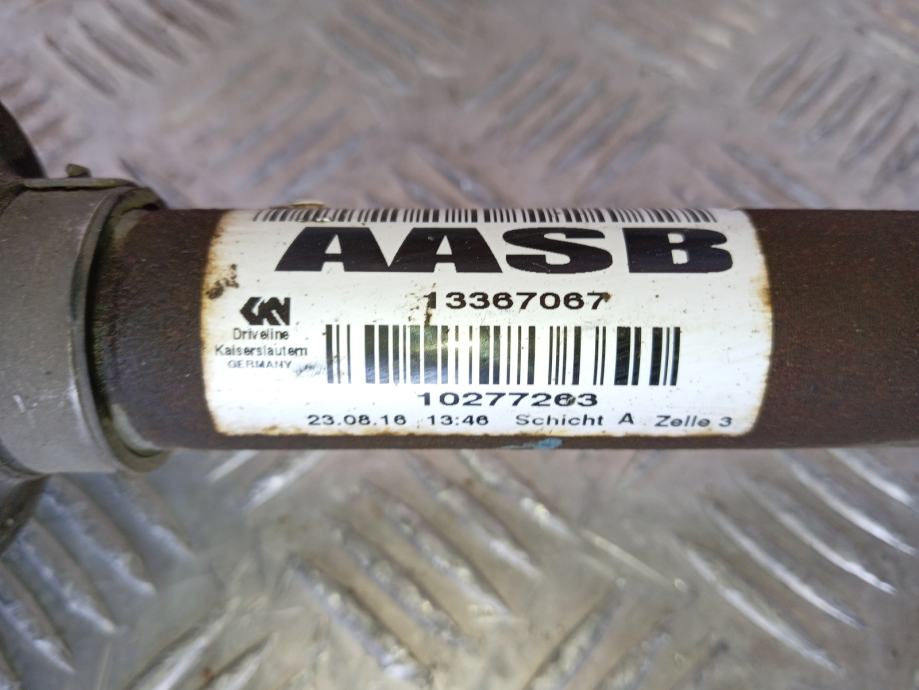 AASB
13367067
GKN
Driveline
Kaiserslautern
GERMANY
10277263
23.08.16 13:46 Schicht A Zelle 3